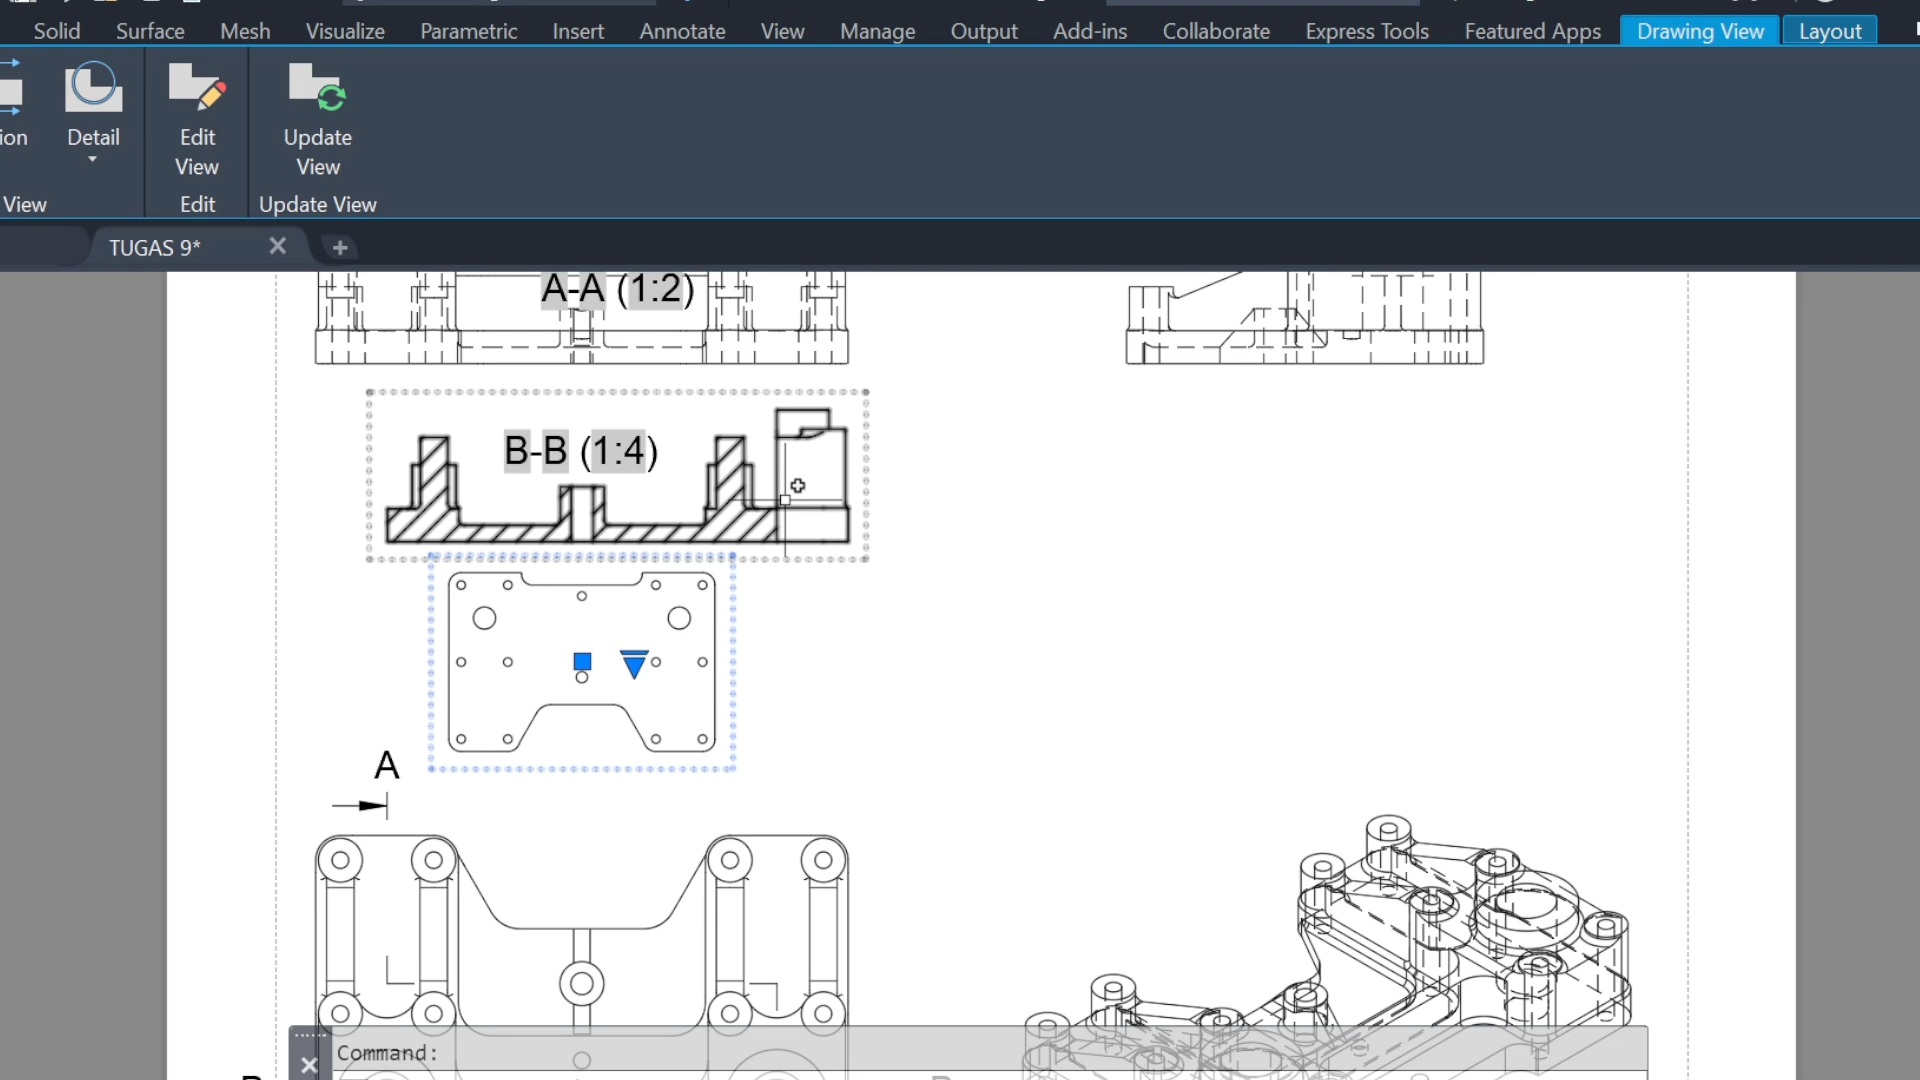 Solid Surface Mesh Visualize Parametric Insert Annotate View Manage Output Add-ins Collaborate Express Tools Featured Apps Drawing View Layout
ion Detail Edit View Update View
View Edit Update View
TUGAS 9*
A-A (1:2)
B-B (1:4)
A
Command: